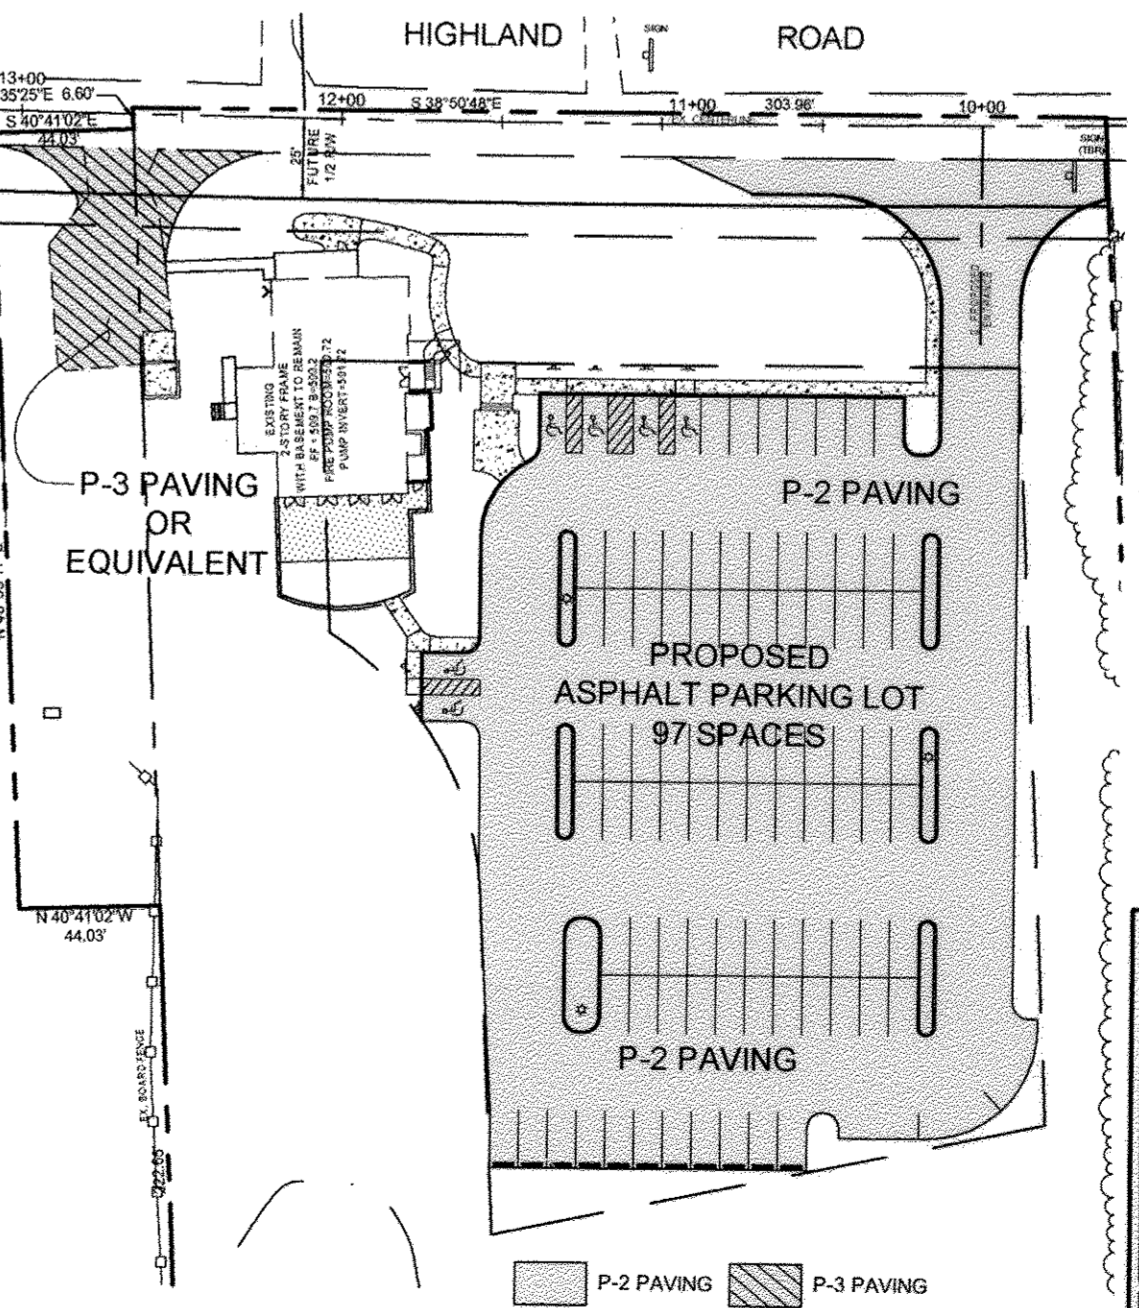 HIGHLAND ROAD
SIGN
13+00
35'25"E 6.60'
S 40°41'02"E
44.03'
12+00
S 38°50'48"E
11+00
303.96'
10+00
EX. CENTERLINE
SIGN
(TBR)
25'
FUTURE
1/2 R/W
EXISTING
2-STORY FRAME
WITH BASEMENT TO REMAIN
P-3 PAVING
OR
EQUIVALENT
P-2 PAVING
PROPOSED
ASPHALT PARKING LOT
97 SPACES
N 40°41'02"W
44.03'
EX. BOARD FENCE
P-2 PAVING
P-2 PAVING
P-3 PAVING